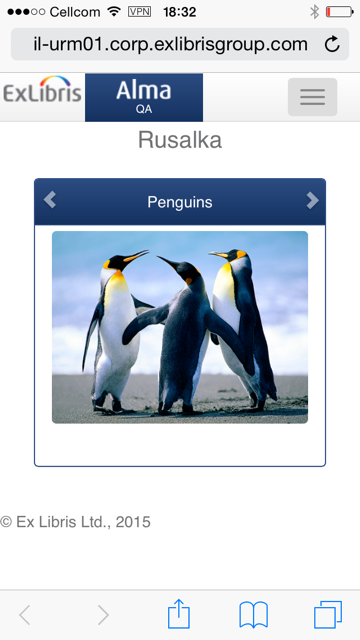 Cellcom VPN 18:32
il-urm01.corp.exlibrisgroup.com
ExLibris Alma
QA
Rusalka
Penguins
© Ex Libris Ltd., 2015